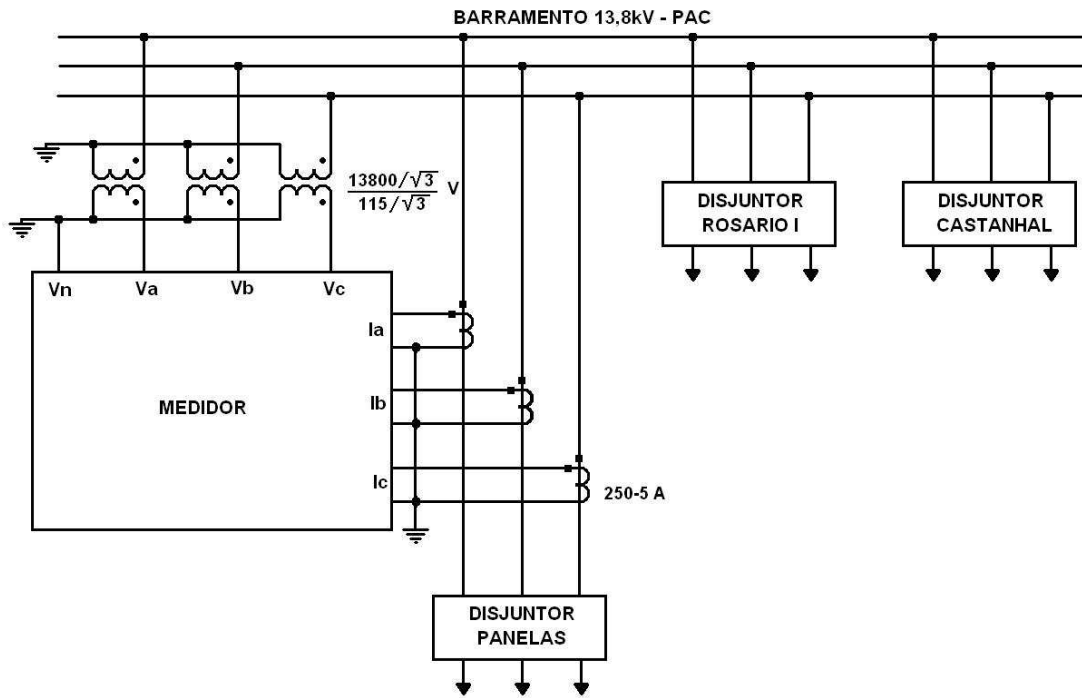 BARRAMENTO 13,8kV - PAC
13800/√3
115/√3
V
DISJUNTOR
ROSARIO I
DISJUNTOR
CASTANHAL
Vn Va Vb Vc
Ia
MEDIDOR
Ib
Ic
250-5 A
DISJUNTOR
PANELAS